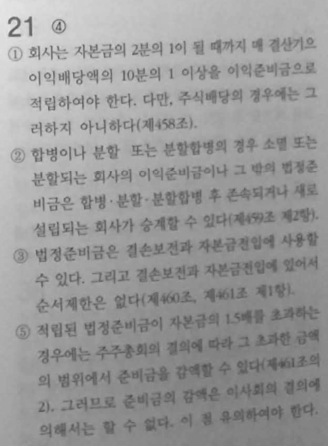 21 ④
① 회사는 자본금의 2분의 1이 될 때까지 매 결산기으
이익배당액의 10분의 1 이상을 이익준비금으로
적립하여야 한다. 다만, 주식배당의 경우에는 그
러하지 아니하다(제458조).
② 합병이나 분할 또는 분할합병의 경우 소멸 또는
분할되는 회사의 이익준비금이나 그 밖의 법정준
비금은 합병·분할·분할합병 후 존속되거나 새로
설립되는 회사가 승계할 수 있다(제459조 제2항).
③ 법정준비금은 결손보전과 자본금전입에 사용할
수 있다. 그리고 결손보전과 자본금전입에 있어서
순서제한은 없다(제460조, 제461조 제1항).
⑤ 적립된 법정준비금이 자본금의 1.5배를 초과하는
경우에는 주주총회의 결의에 따라 그 초과한 금액
의 범위에서 준비금을 감액할 수 있다(제461조의
2). 그러므로 준비금의 감액은 이사회의 결의에
의해서는 할 수 없다. 이 점 유의하여야 한다.